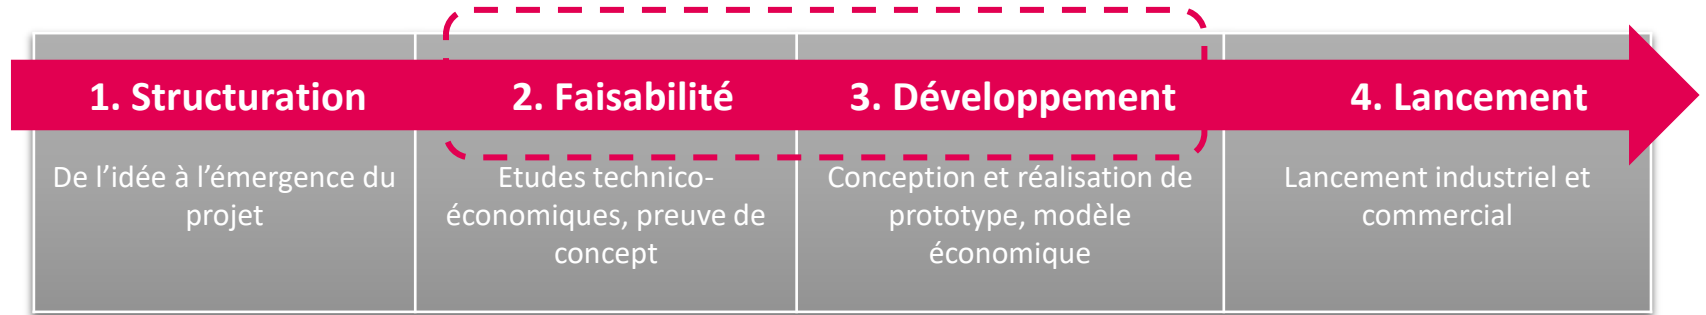 1. Structuration
2. Faisabilité
3. Développement
4. Lancement
De l’idée à l’émergence du
projet
Etudes technico-
économiques, preuve de
concept
Conception et réalisation de
prototype, modèle
économique
Lancement industriel et
commercial